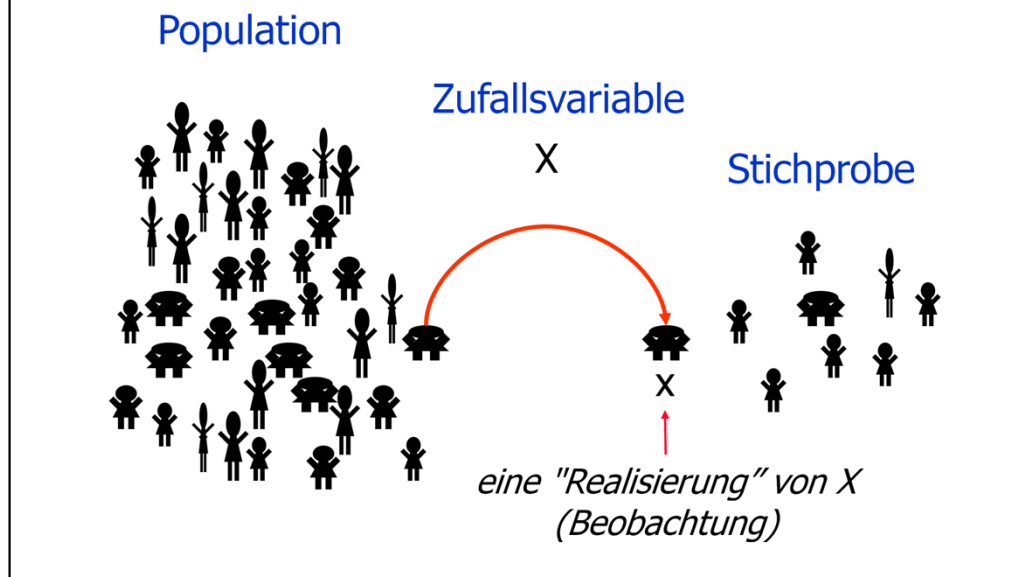 Population
Zufallsvariable
X
Stichprobe
x
eine "Realisierung” von X
(Beobachtung)